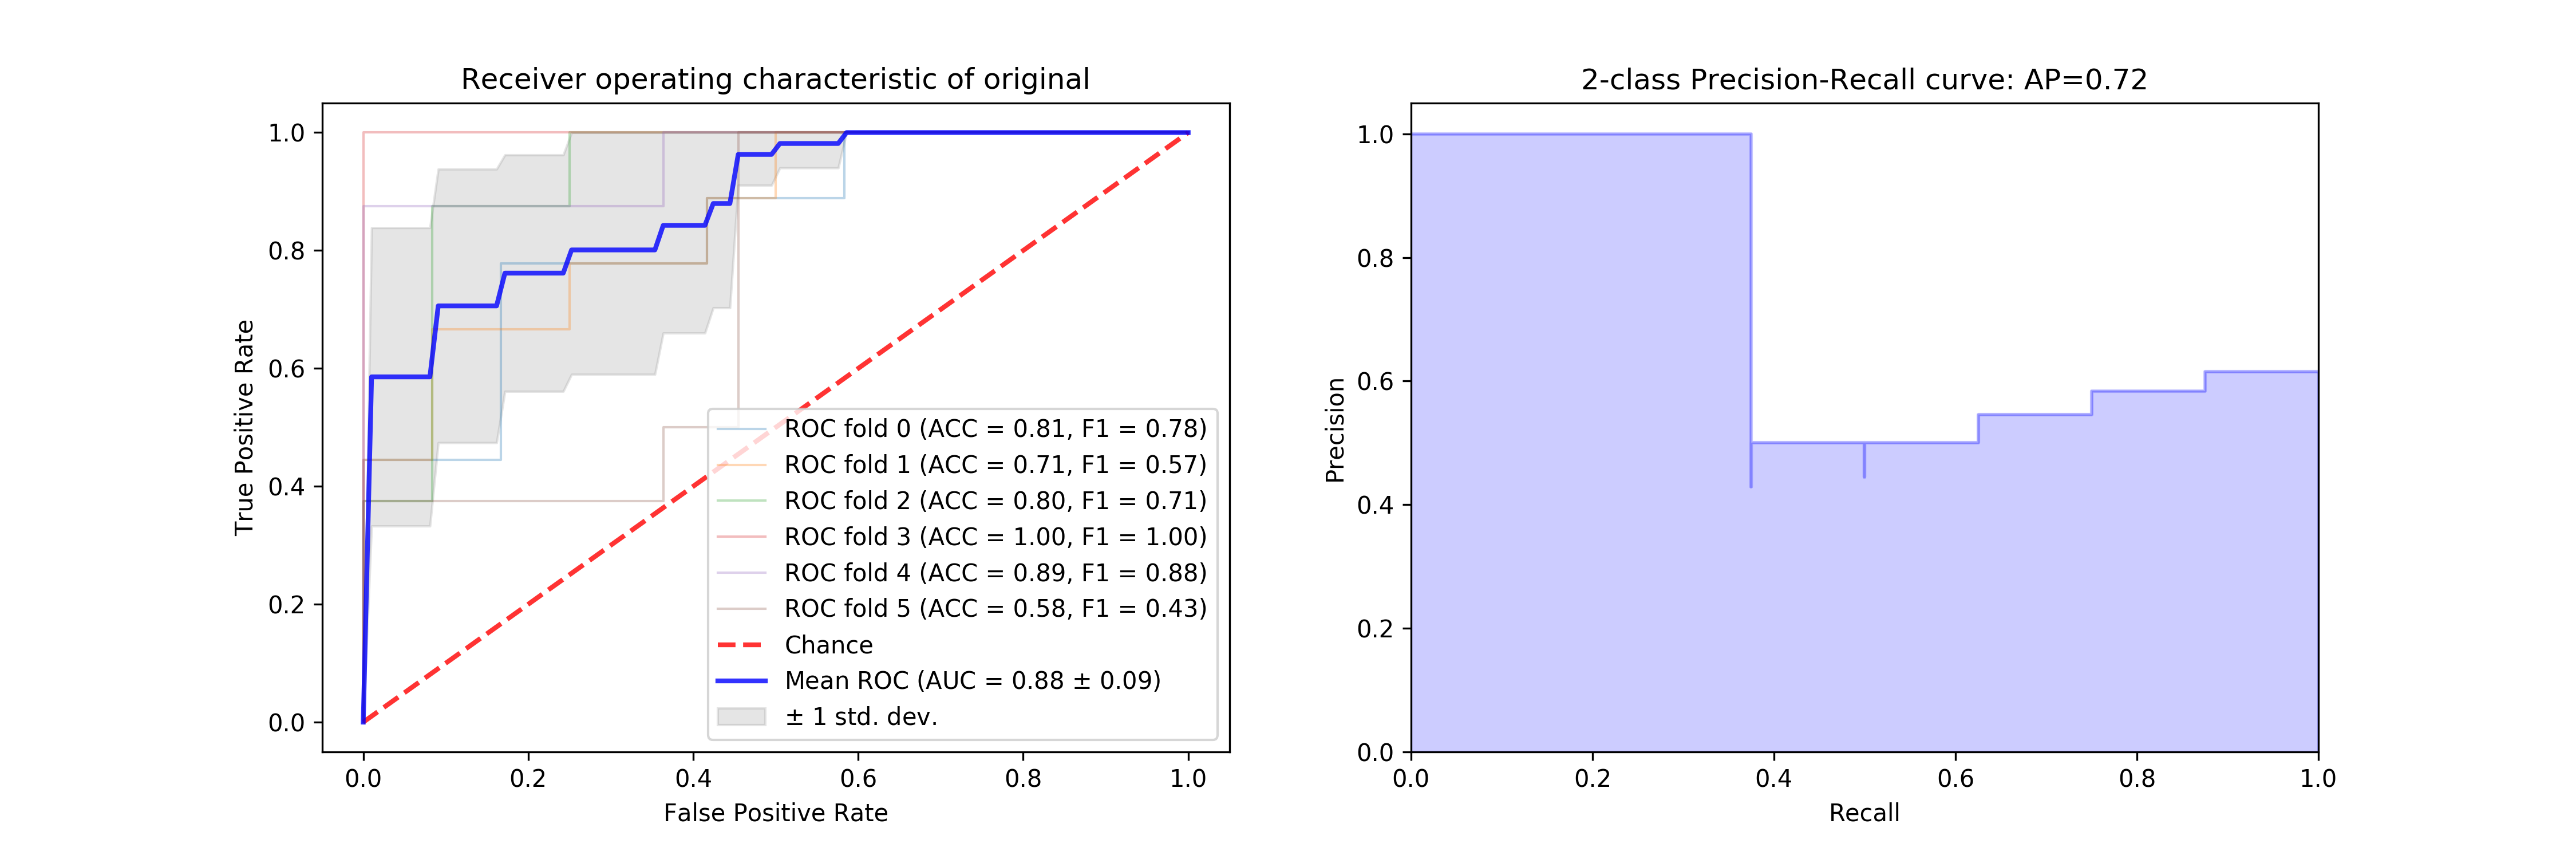 Receiver operating characteristic of original
True Positive Rate
1.0
0.8
0.6
0.4
0.2
0.0
0.0 0.2 0.4 0.6 0.8 1.0
False Positive Rate
ROC fold 0 (ACC = 0.81, F1 = 0.78)
ROC fold 1 (ACC = 0.71, F1 = 0.57)
ROC fold 2 (ACC = 0.80, F1 = 0.71)
ROC fold 3 (ACC = 1.00, F1 = 1.00)
ROC fold 4 (ACC = 0.89, F1 = 0.88)
ROC fold 5 (ACC = 0.58, F1 = 0.43)
Chance
Mean ROC (AUC = 0.88 ± 0.09)
± 1 std. dev.
2-class Precision-Recall curve: AP=0.72
Precision
1.0
0.8
0.6
0.4
0.2
0.0
0.0 0.2 0.4 0.6 0.8 1.0
Recall